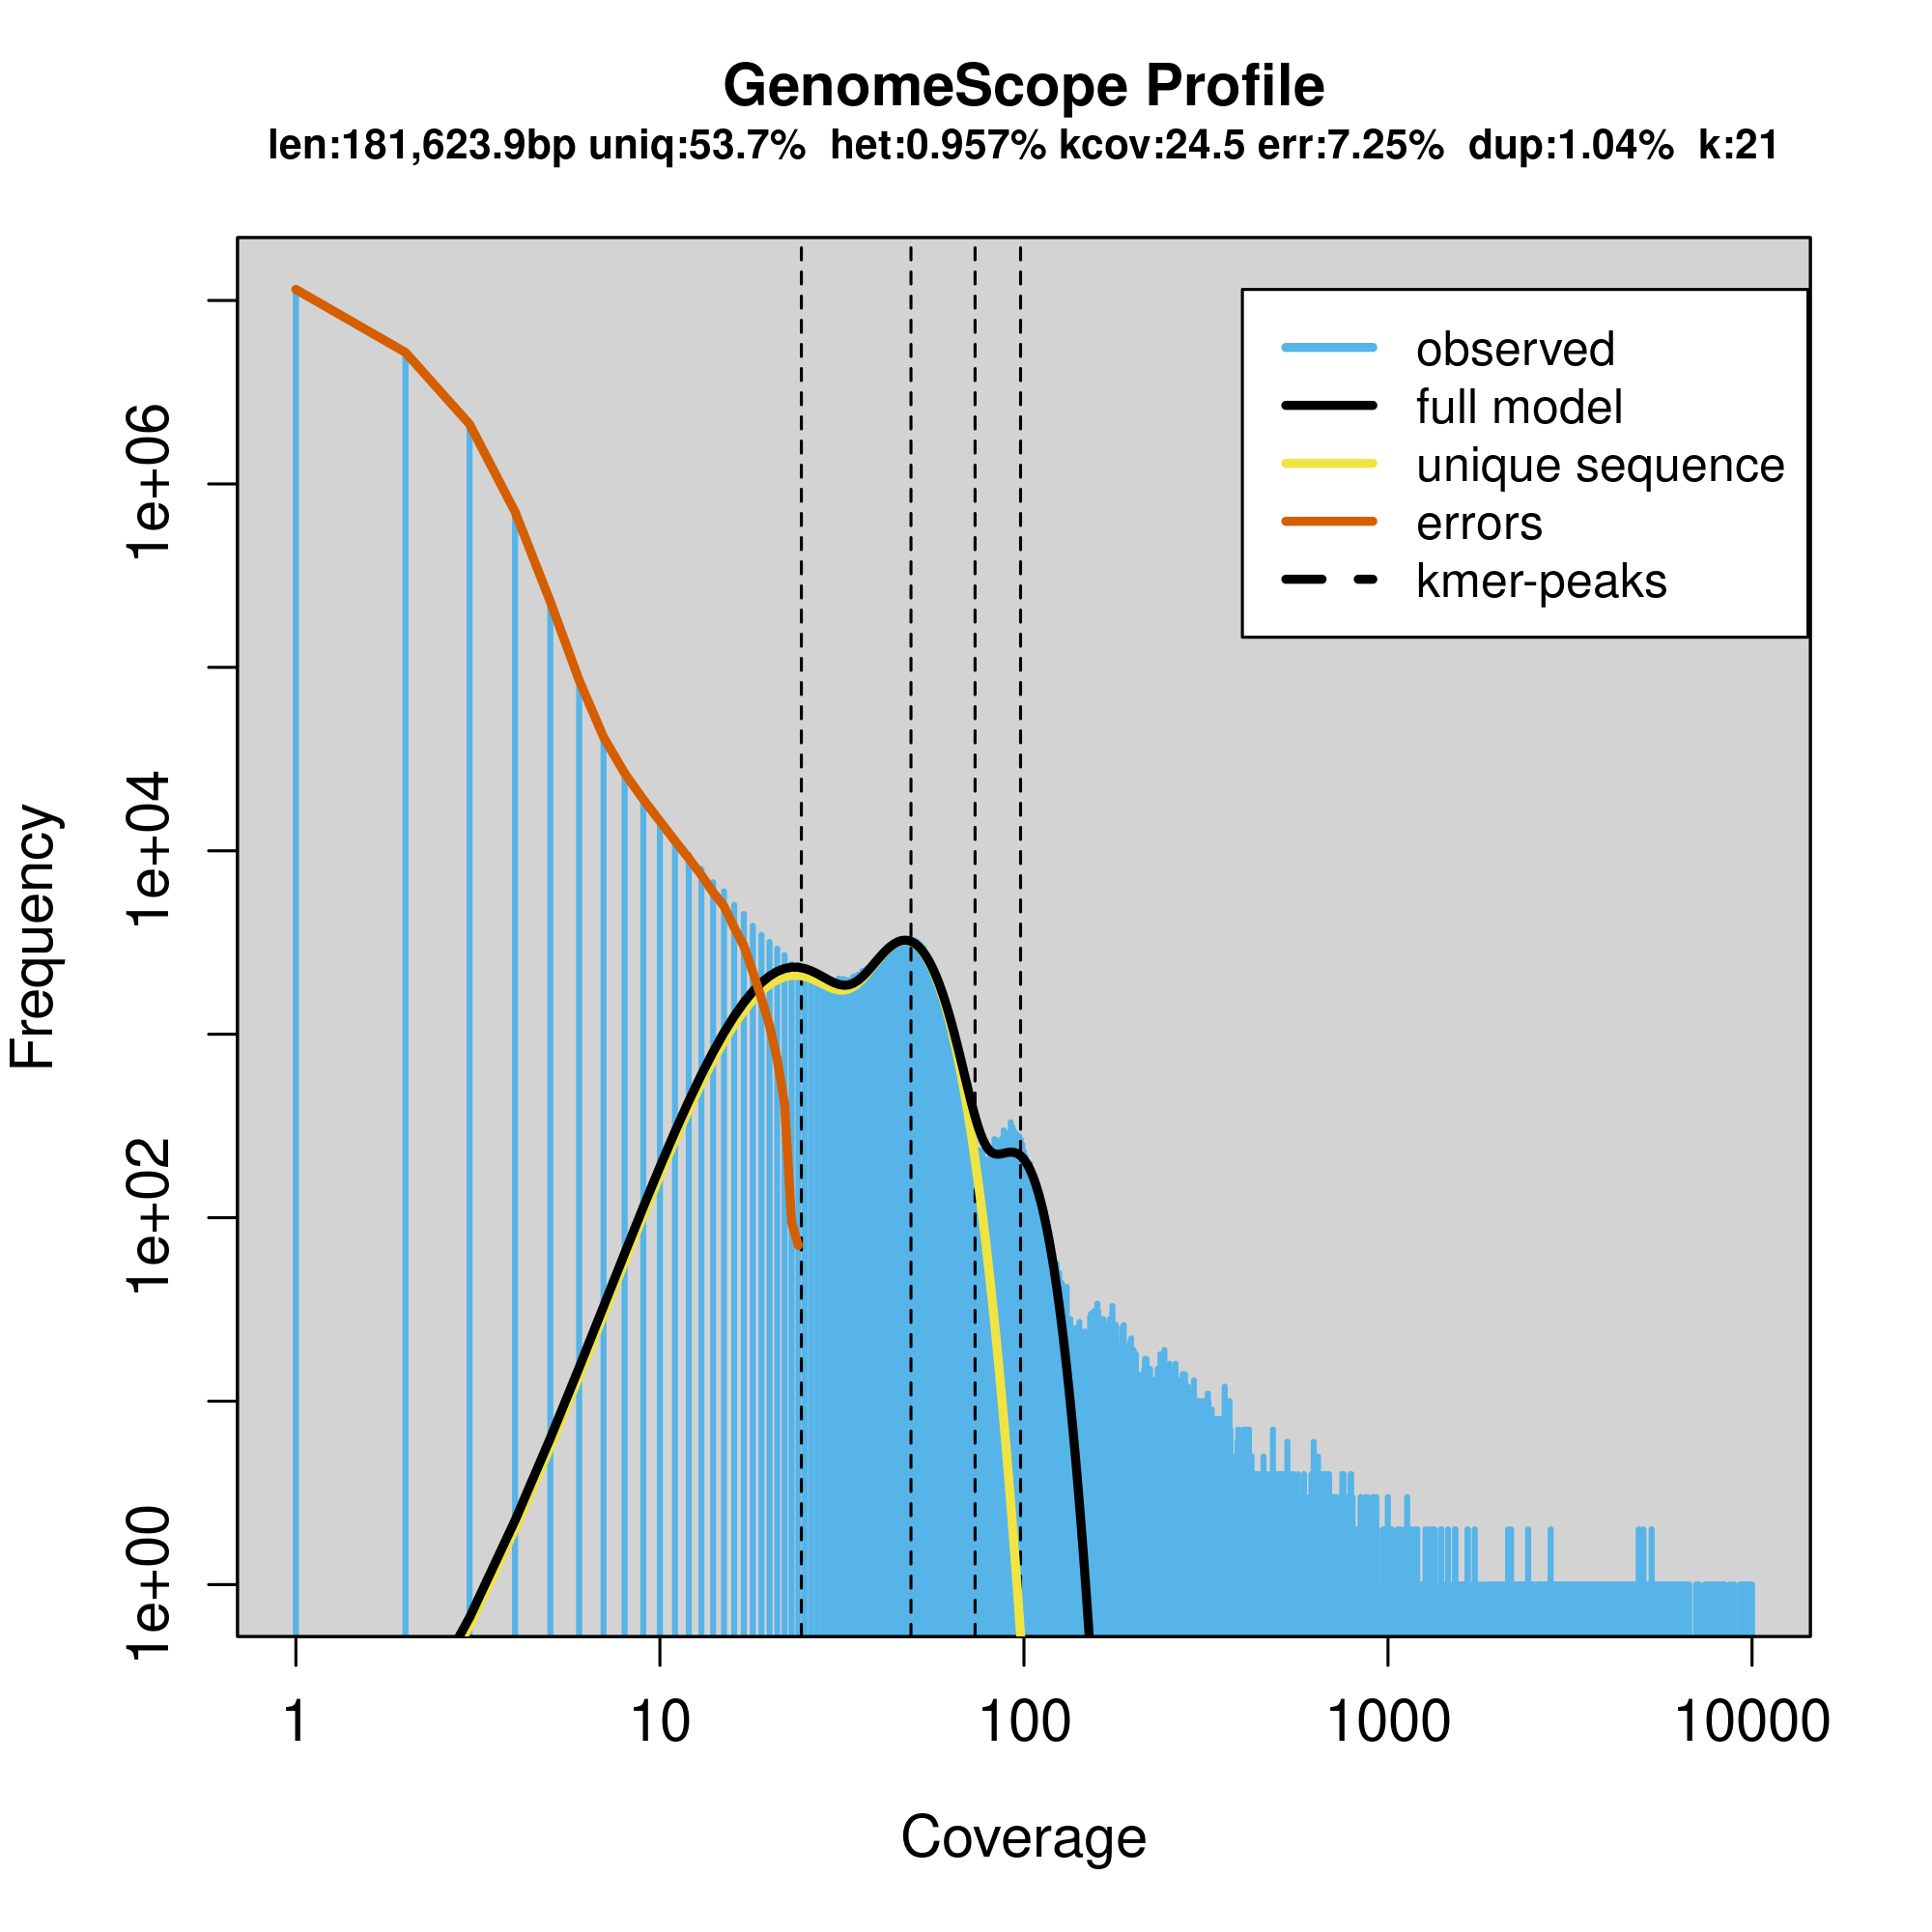 GenomeScope Profile
len:181,623.9bp uniq:53.7% het:0.957% kcov:24.5 err:7.25% dup:1.04% k:21
observed
full model
unique sequence
errors
kmer-peaks
Frequency
1e+06
1e+04
1e+02
1e+00
1 10 100 1000 10000
Coverage